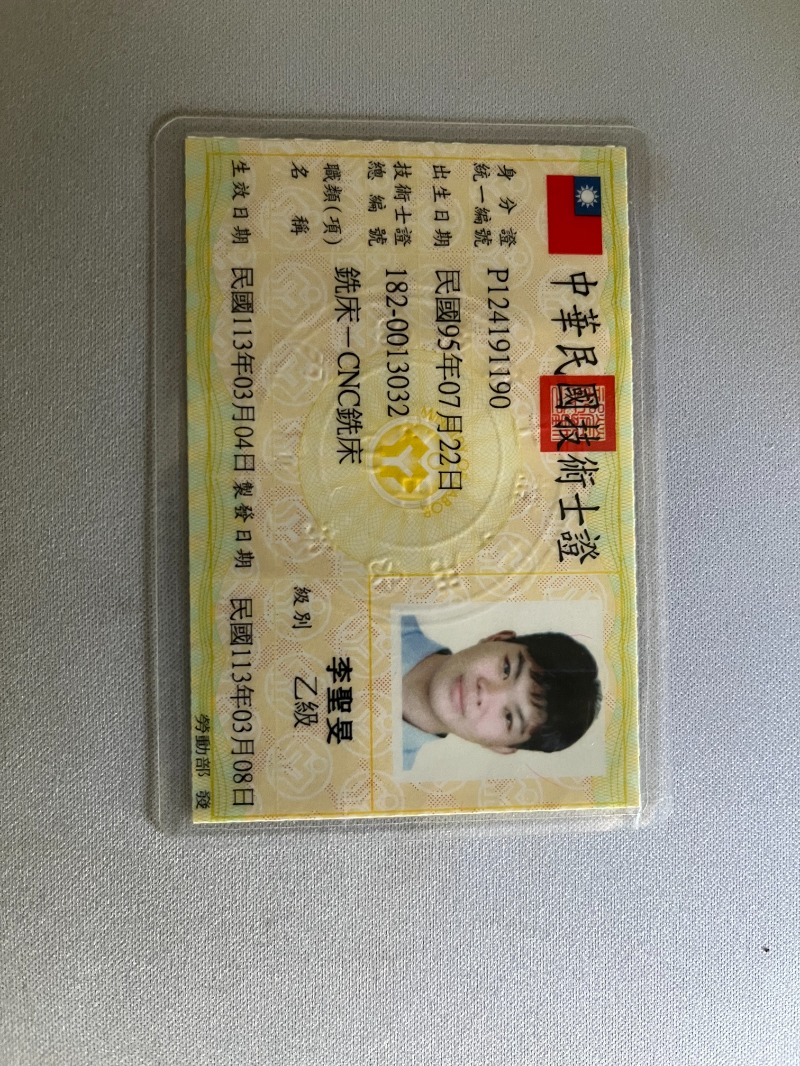 中華民國技術士證
身分證
統一編號 P124191190
出生日期 民國95年07月22日
技術士證
總編號 182-0013032
職類(項)
名稱 銑床－CNC銑床
李聖旻
級別 乙級
生效日期 民國113年03月04日 製發日期 民國113年03月08日
勞動部 發